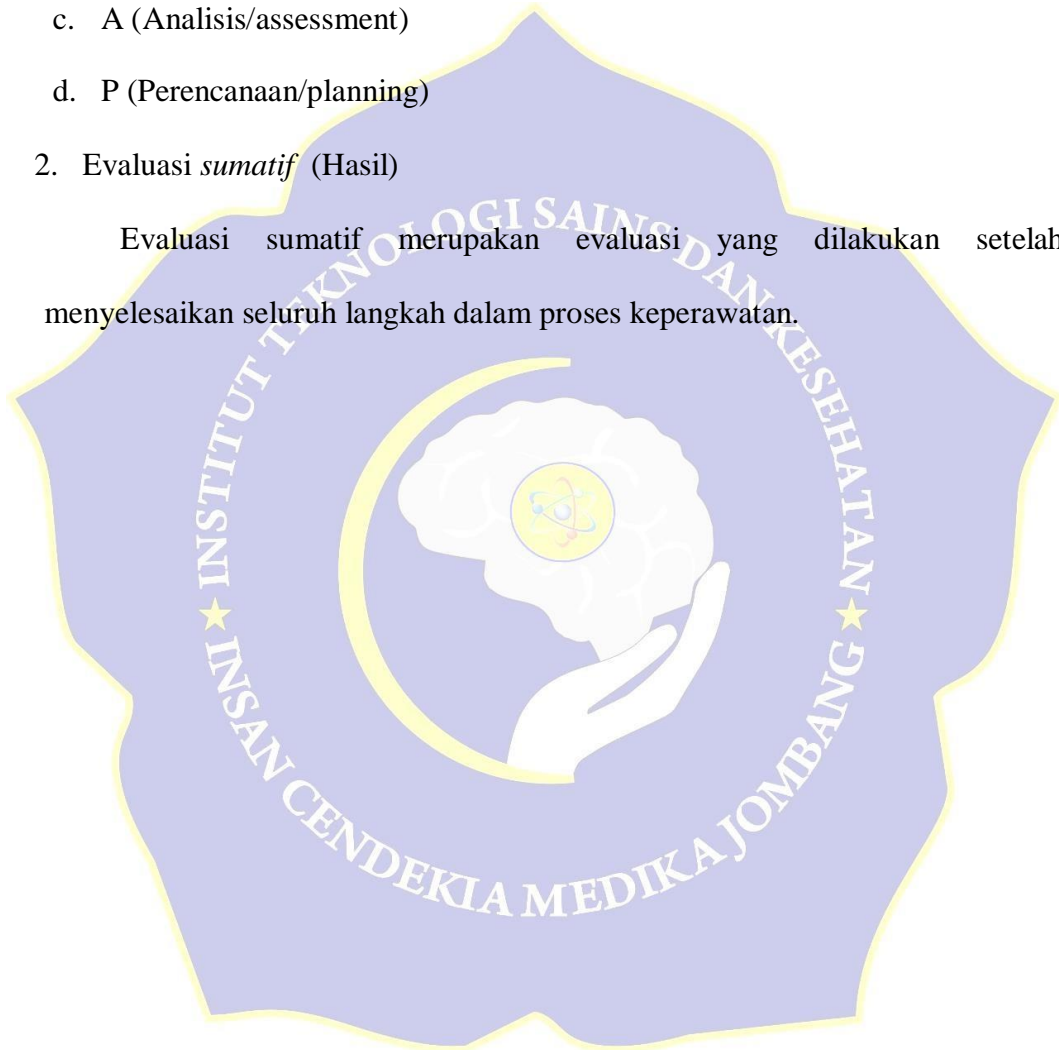 c. A (Analisis/assessment)
d. P (Perencanaan/planning)
2. Evaluasi sumatif (Hasil)
Evaluasi sumatif merupakan evaluasi yang dilakukan setelah
menyelesaikan seluruh langkah dalam proses keperawatan.
INSTITUT TEKNOLOGI SAINS DAN KESEHATAN
INSAN CENDEKIA MEDIKA JOMBANG